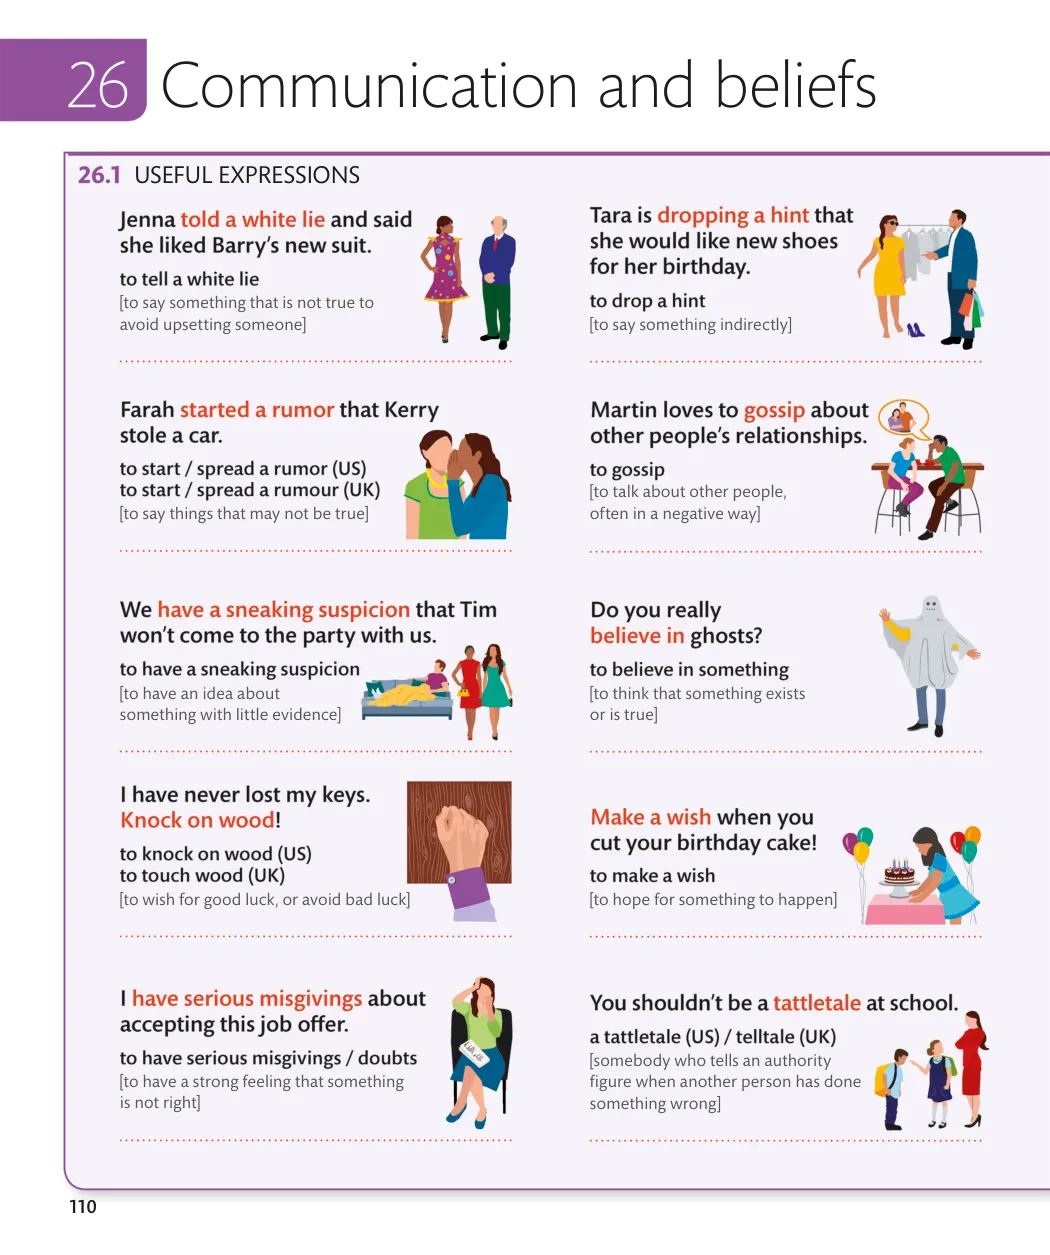 26 Communication and beliefs
26.1 USEFUL EXPRESSIONS
Jenna told a white lie and said
she liked Barry's new suit.
to tell a white lie
[to say something that is not true to
avoid upsetting someone]
Tara is dropping a hint that
she would like new shoes
for her birthday.
to drop a hint
[to say something indirectly]
Farah started a rumor that Kerry
stole a car.
to start / spread a rumor (US)
to start / spread a rumour (UK)
[to say things that may not be true]
Martin loves to gossip about
other people's relationships.
to gossip
[to talk about other people,
often in a negative way]
We have a sneaking suspicion that Tim
won't come to the party with us.
to have a sneaking suspicion
[to have an idea about
something with little evidence]
Do you really
believe in ghosts?
to believe in something
[to think that something exists
or is true]
I have never lost my keys.
Knock on wood!
to knock on wood (US)
to touch wood (UK)
[to wish for good luck, or avoid bad luck]
Make a wish when you
cut your birthday cake!
to make a wish
[to hope for something to happen]
I have serious misgivings about
accepting this job offer.
to have serious misgivings / doubts
[to have a strong feeling that something
is not right]
You shouldn't be a tattletale at school.
a tattletale (US) / telltale (UK)
[somebody who tells an authority
figure when another person has done
something wrong]
110